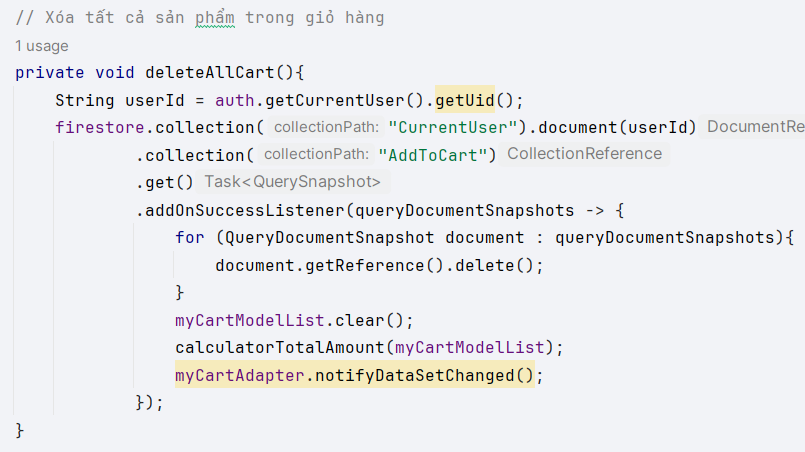 // Xóa tất cả sản phẩm trong giỏ hàng
1 usage
private void deleteAllCart(){
String userId = auth.getCurrentUser().getUid();
firestore.collection( collectionPath: "CurrentUser").document(userId) DocumentRe
.collection( collectionPath: "AddToCart") CollectionReference
.get() Task<QuerySnapshot>
.addOnSuccessListener(queryDocumentSnapshots -> {
for (QueryDocumentSnapshot document : queryDocumentSnapshots){
document.getReference().delete();
}
myCartModelList.clear();
calculatorTotalAmount(myCartModelList);
myCartAdapter.notifyDataSetChanged();
});
}